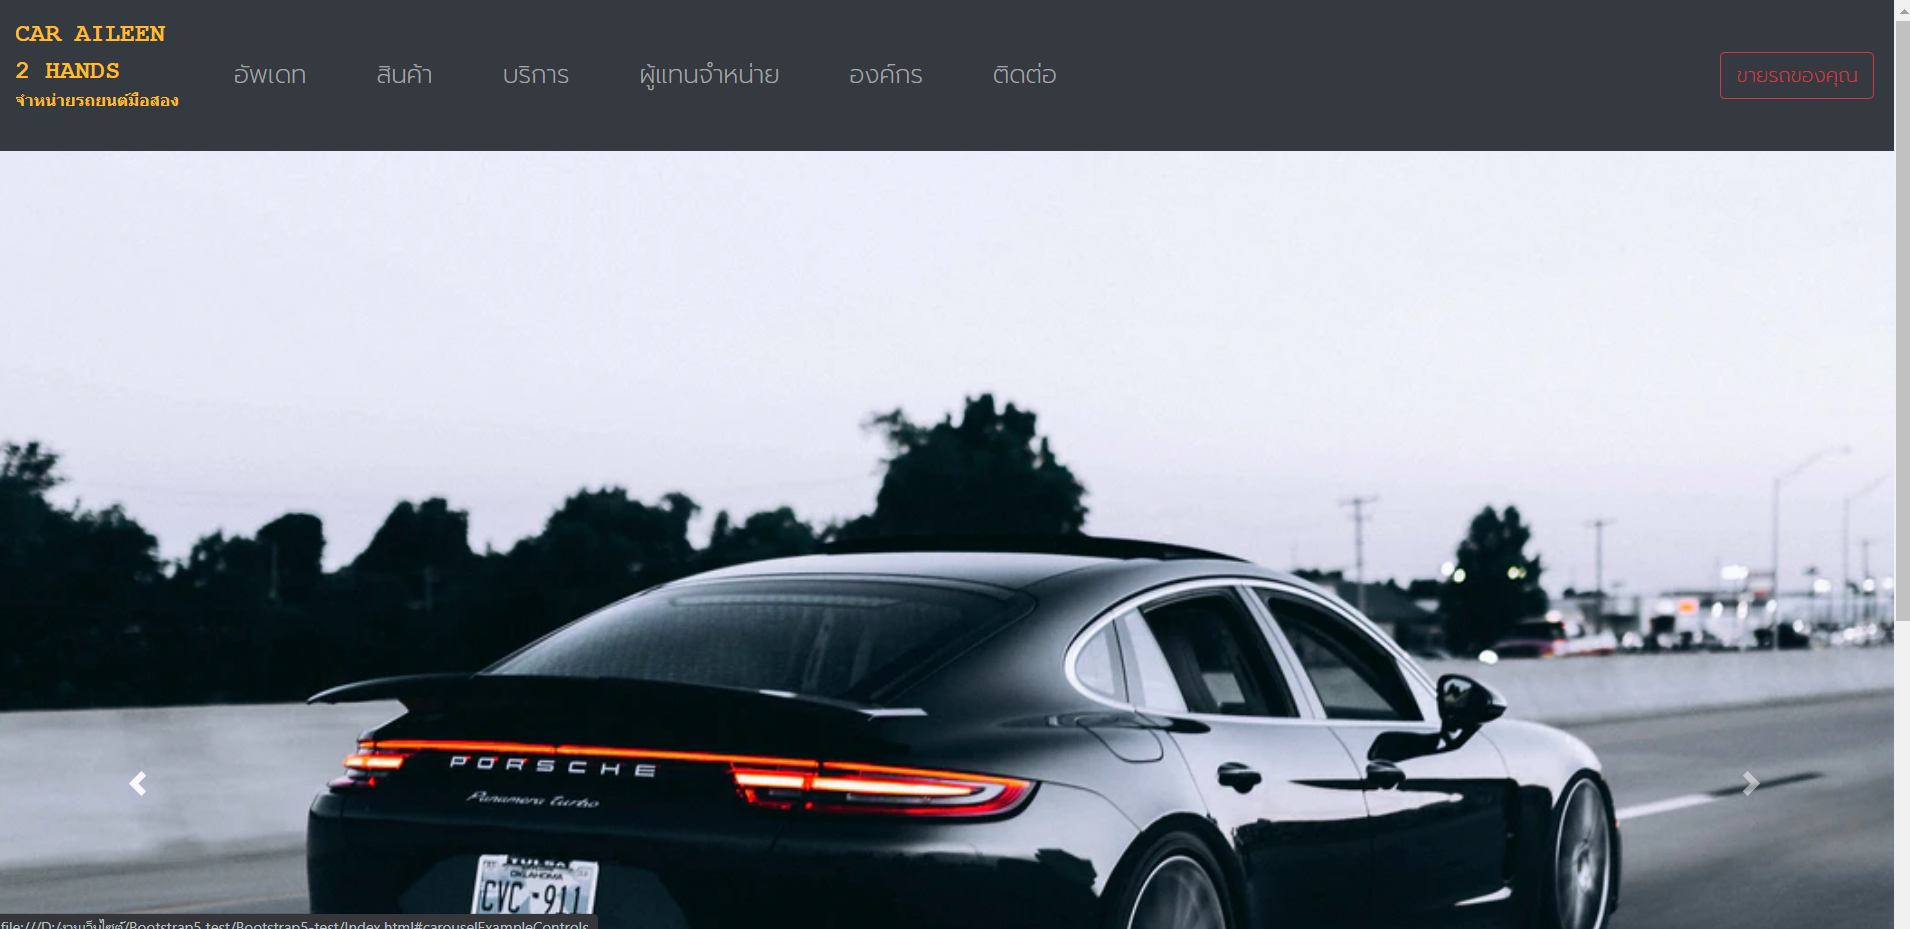 CAR AILEEN
2 HANDS
จำหน่ายรถยนต์มือสอง
อัพเดท
สินค้า
บริการ
ผู้แทนจำหน่าย
องค์กร
ติดต่อ
ขายรถของคุณ
PORSCHE
Panamera turbo
OKLAHOMA
CVC-911
file:///D:/งานเว็บไซต์/Bootstrap5 test/Bootstrap5-test/Index.html#carouselExampleControls